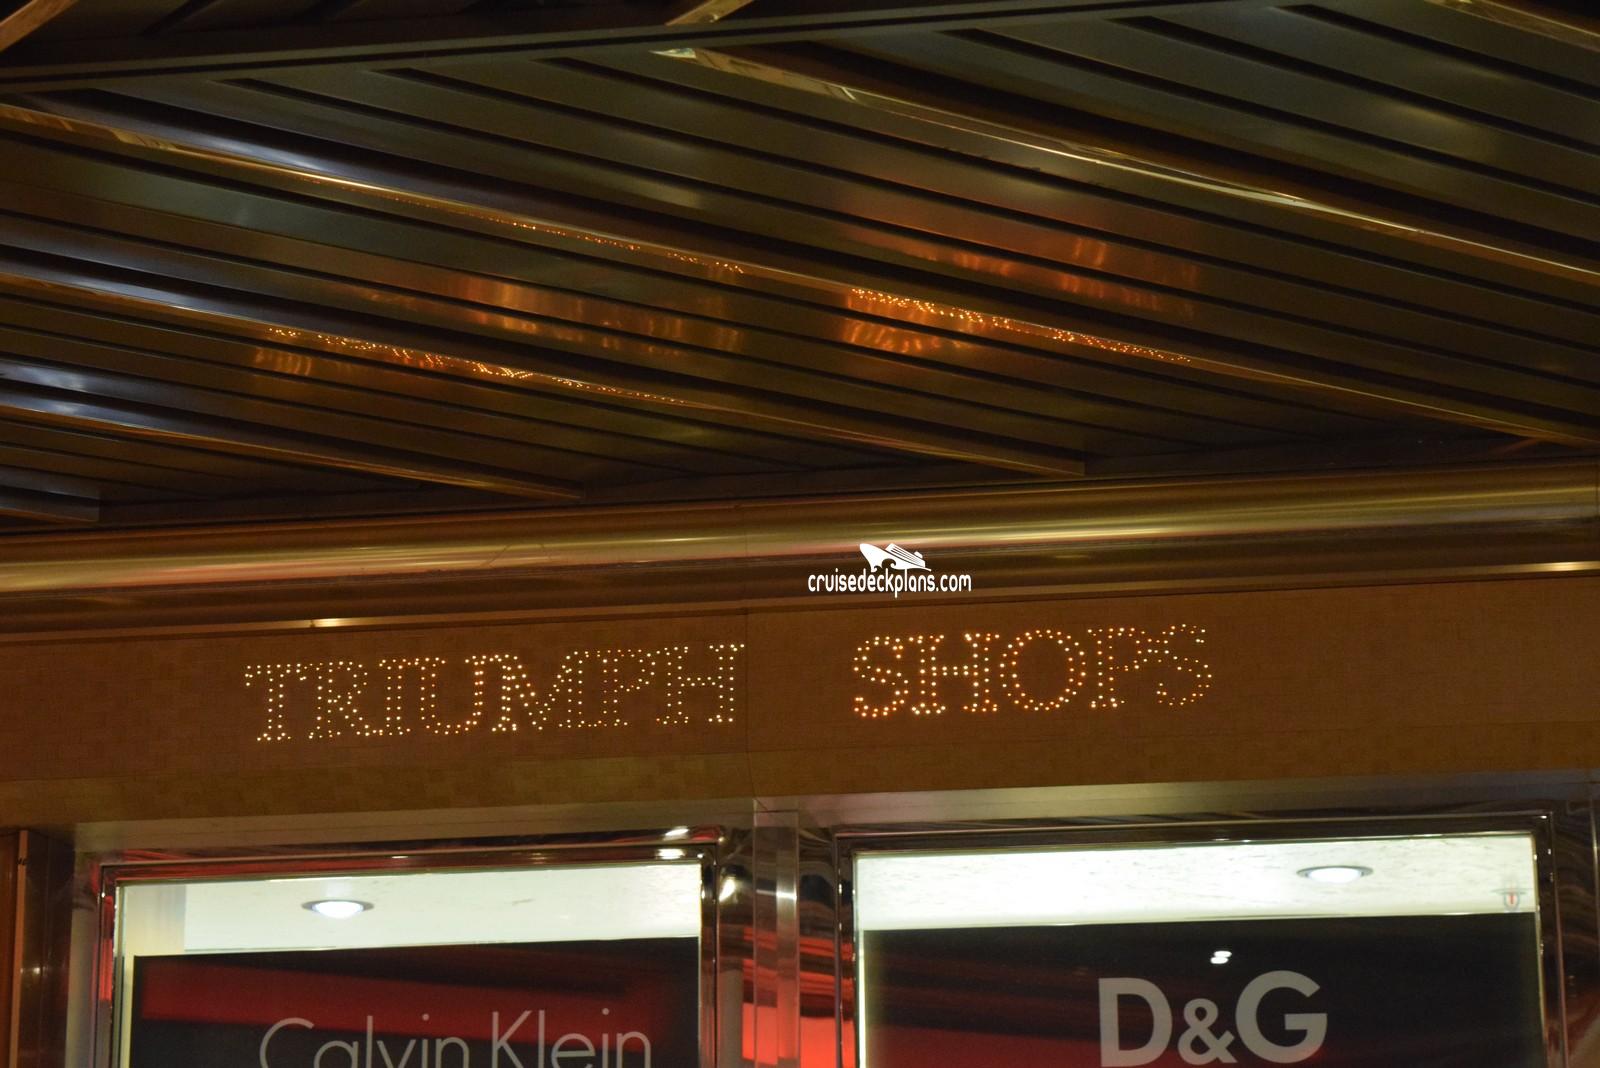 cruisedeckplans.com
TRIUMPH SHOPS
Calvin Klein
D&G